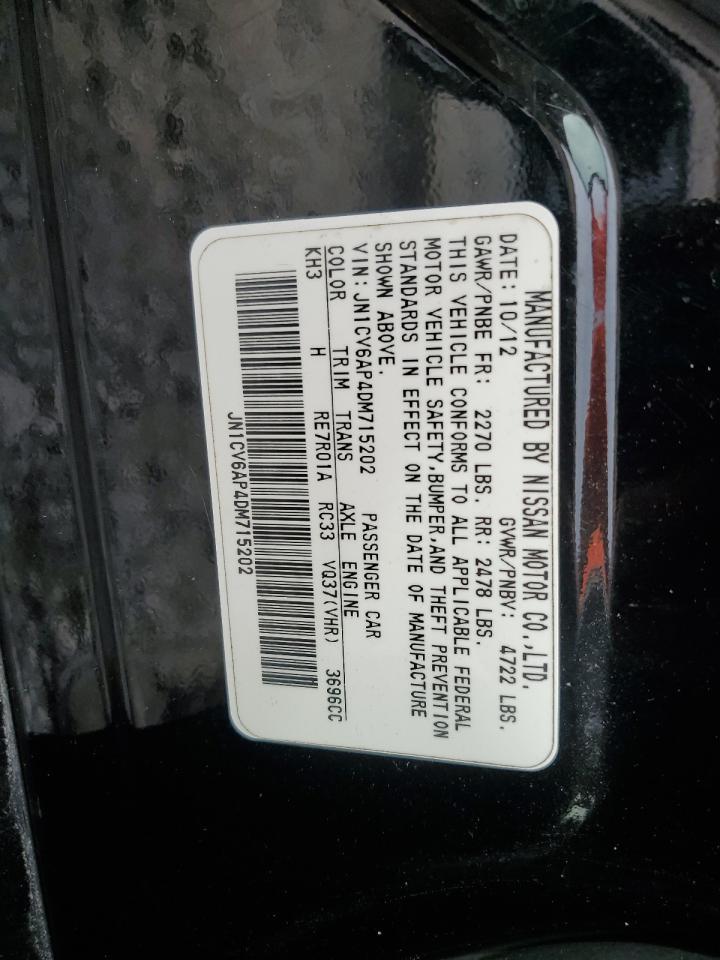 MANUFACTURED BY NISSAN MOTOR CO.,LTD.
DATE: 10/12 GVWR/PNBV: 4722 LBS.
GAWR/PNBE FR: 2270 LBS. RR: 2478 LBS.
THIS VEHICLE CONFORMS TO ALL APPLICABLE FEDERAL
MOTOR VEHICLE SAFETY,BUMPER,AND THEFT PREVENTION
STANDARDS IN EFFECT ON THE DATE OF MANUFACTURE
SHOWN ABOVE.
VIN: JN1CV6AP4DM715202 PASSENGER CAR
COLOR TRIM TRANS AXLE ENGINE
KH3 H RE7R01A RC33 VQ37(VHR) 3696CC
JN1CV6AP4DM715202